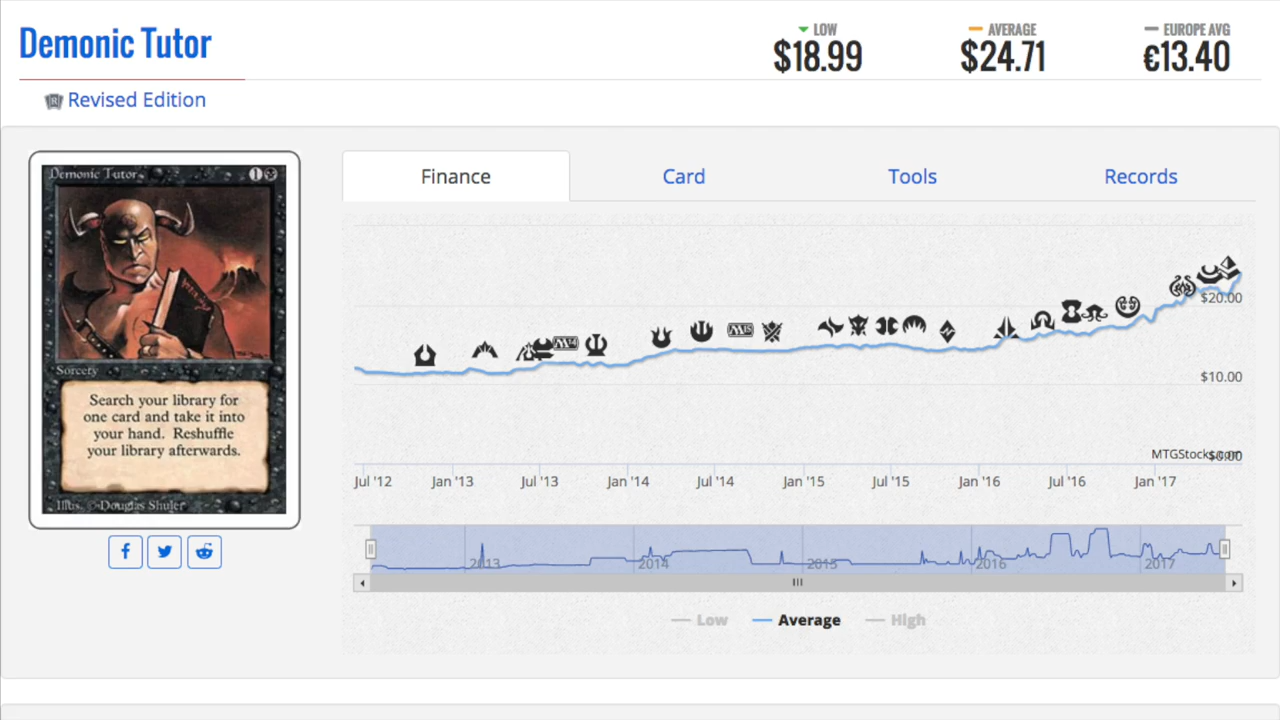 Demonic Tutor
LOW
$18.99
AVERAGE
$24.71
EUROPE AVG
€13.40
Revised Edition
Demonic Tutor
1
Sorcery
Search your library for
one card and take it into
your hand. Reshuffle
your library afterwards.
Illus. © Douglas Shuler
Finance
Card
Tools
Records
$20.00
$10.00
MTGStocks.com
$0.00
Jul '12
Jan '13
Jul '13
Jan '14
Jul '14
Jan '15
Jul '15
Jan '16
Jul '16
Jan '17
2013
2014
2015
2016
2017
Low
Average
High